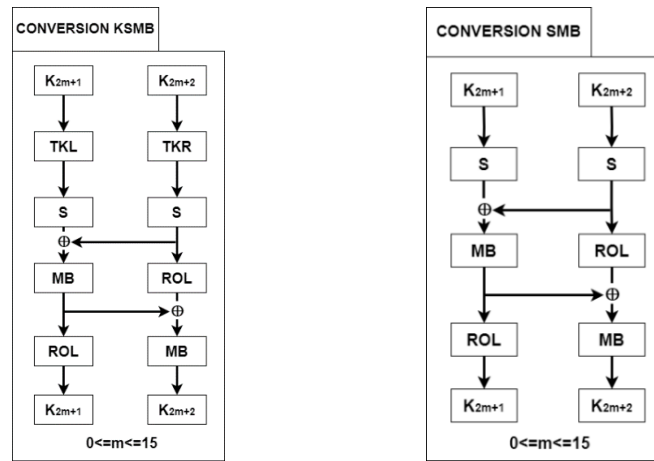 CONVERSION KSMB
K2m+1 K2m+2
TKL TKR
S S
⊕
MB ROL
⊕
ROL MB
K2m+1 K2m+2
0<=m<=15
CONVERSION SMB
K2m+1 K2m+2
S S
⊕
MB ROL
⊕
ROL MB
K2m+1 K2m+2
0<=m<=15